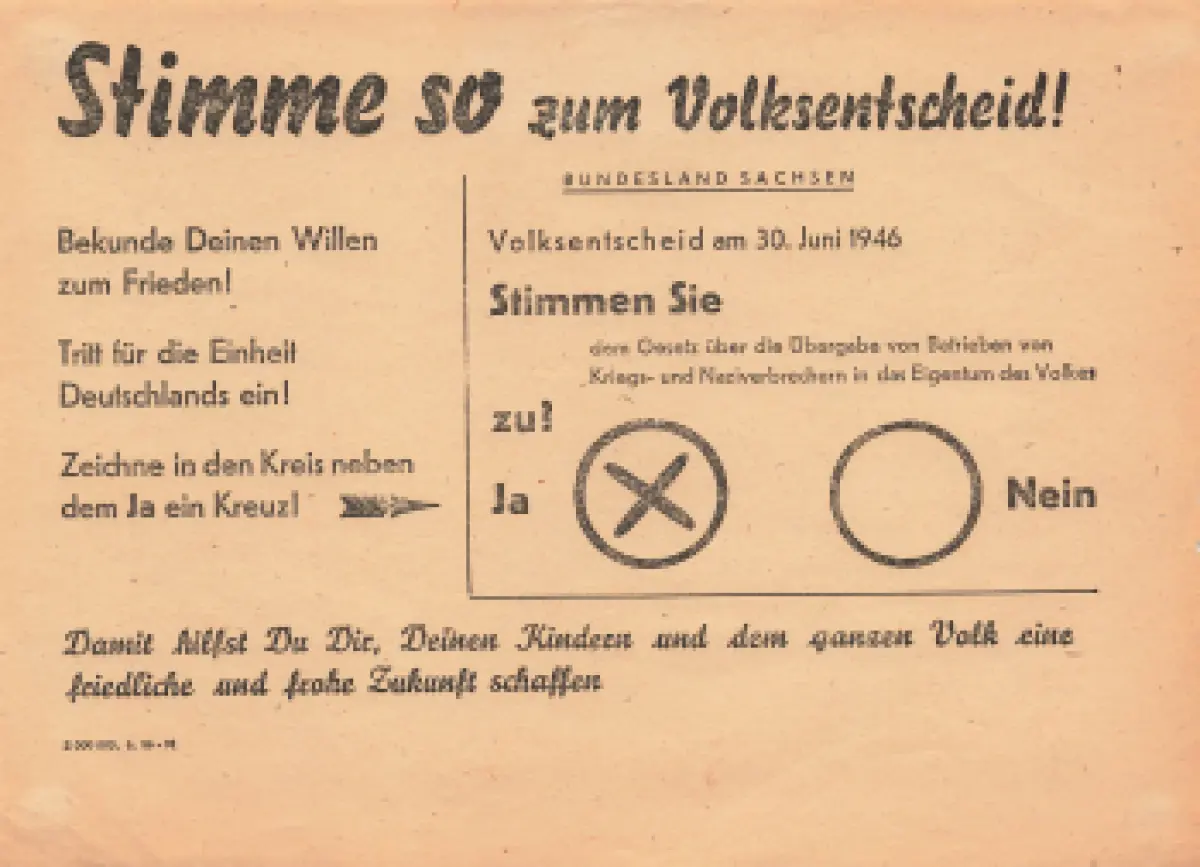 Stimme so zum Volksentscheid!
BUNDESLAND SACHSEN
Bekunde Deinen Willen
zum Frieden!
Tritt für die Einheit
Deutschlands ein!
Zeichne in den Kreis neben
dem Ja ein Kreuz!
Volksentscheid am 30. Juni 1946
Stimmen Sie
dem Gesetz über die Übergabe von Betrieben von
Kriegs- und Naziverbrechern in das Eigentum des Volkes
zu?
Ja
Nein
Damit hilfst Du Dir, Deinen Kindern und dem ganzen Volk eine
friedliche und frohe Zukunft schaffen